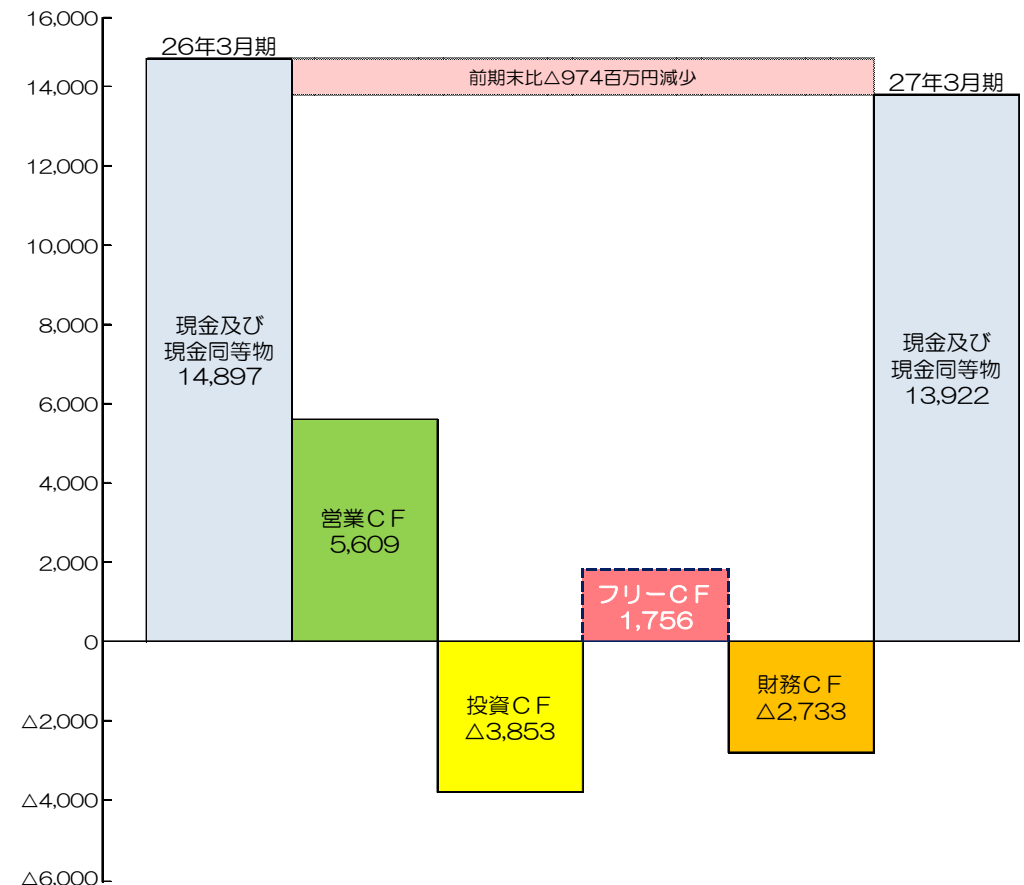 16,000
14,000
12,000
10,000
8,000
6,000
4,000
2,000
0
△2,000
△4,000
△6,000
26年3月期
前期末比△974百万円減少
27年3月期
現金及び
現金同等物
14,897
営業CF
5,609
投資CF
△3,853
フリーCF
1,756
財務CF
△2,733
現金及び
現金同等物
13,922